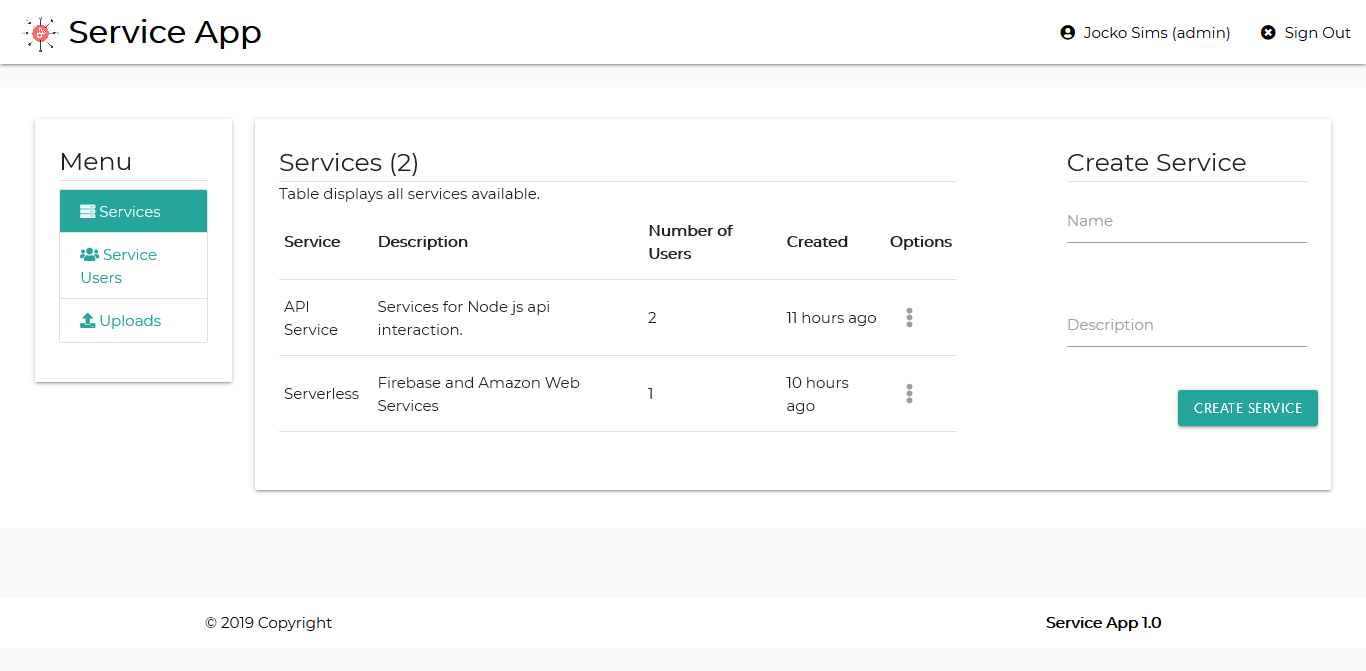 Service App
Jocko Sims (admin)
Sign Out
Menu
Services
Service
Users
Uploads
Services (2)
Table displays all services available.
Service Description Number of Users Created Options
API Service Services for Node js api interaction. 2 11 hours ago
Serverless Firebase and Amazon Web Services 1 10 hours ago
Create Service
Name
Description
CREATE SERVICE
© 2019 Copyright
Service App 1.0